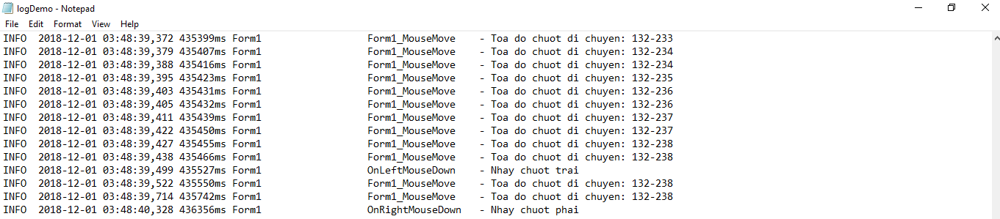 logDemo - Notepad
File Edit Format View Help
INFO 2018-12-01 03:48:39,372 435399ms Form1 Form1_MouseMove - Toa do chuot di chuyen: 132-233
INFO 2018-12-01 03:48:39,379 435407ms Form1 Form1_MouseMove - Toa do chuot di chuyen: 132-234
INFO 2018-12-01 03:48:39,388 435416ms Form1 Form1_MouseMove - Toa do chuot di chuyen: 132-234
INFO 2018-12-01 03:48:39,395 435423ms Form1 Form1_MouseMove - Toa do chuot di chuyen: 132-235
INFO 2018-12-01 03:48:39,403 435431ms Form1 Form1_MouseMove - Toa do chuot di chuyen: 132-236
INFO 2018-12-01 03:48:39,405 435432ms Form1 Form1_MouseMove - Toa do chuot di chuyen: 132-236
INFO 2018-12-01 03:48:39,411 435439ms Form1 Form1_MouseMove - Toa do chuot di chuyen: 132-237
INFO 2018-12-01 03:48:39,422 435450ms Form1 Form1_MouseMove - Toa do chuot di chuyen: 132-237
INFO 2018-12-01 03:48:39,427 435455ms Form1 Form1_MouseMove - Toa do chuot di chuyen: 132-238
INFO 2018-12-01 03:48:39,438 435466ms Form1 Form1_MouseMove - Toa do chuot di chuyen: 132-238
INFO 2018-12-01 03:48:39,499 435527ms Form1 OnLeftMouseDown - Nhay chuot trai
INFO 2018-12-01 03:48:39,522 435550ms Form1 Form1_MouseMove - Toa do chuot di chuyen: 132-238
INFO 2018-12-01 03:48:39,714 435742ms Form1 Form1_MouseMove - Toa do chuot di chuyen: 132-238
INFO 2018-12-01 03:48:40,328 436356ms Form1 OnRightMouseDown - Nhay chuot phai